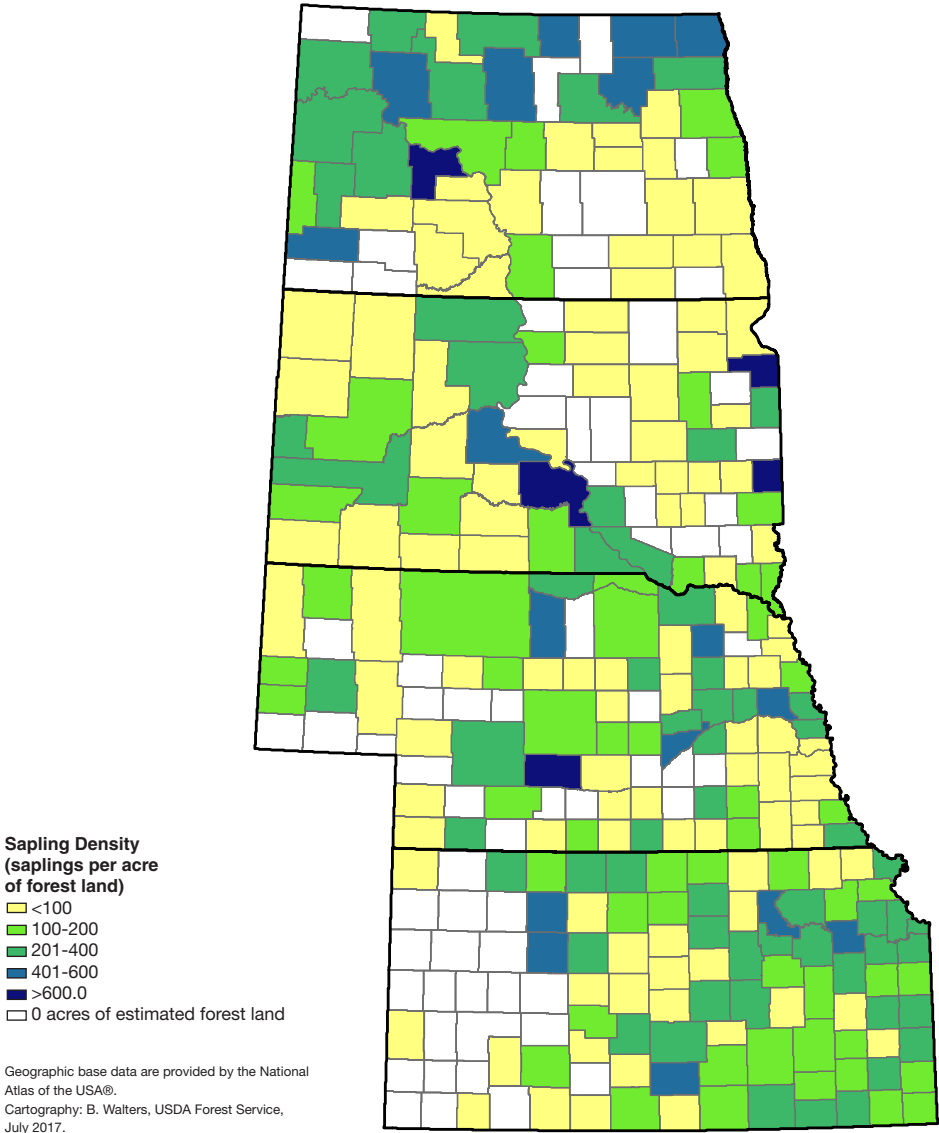 Sapling Density
(saplings per acre
of forest land)
<100
100-200
201-400
401-600
>600.0
0 acres of estimated forest land
Geographic base data are provided by the National
Atlas of the USA®.
Cartography: B. Walters, USDA Forest Service,
July 2017.